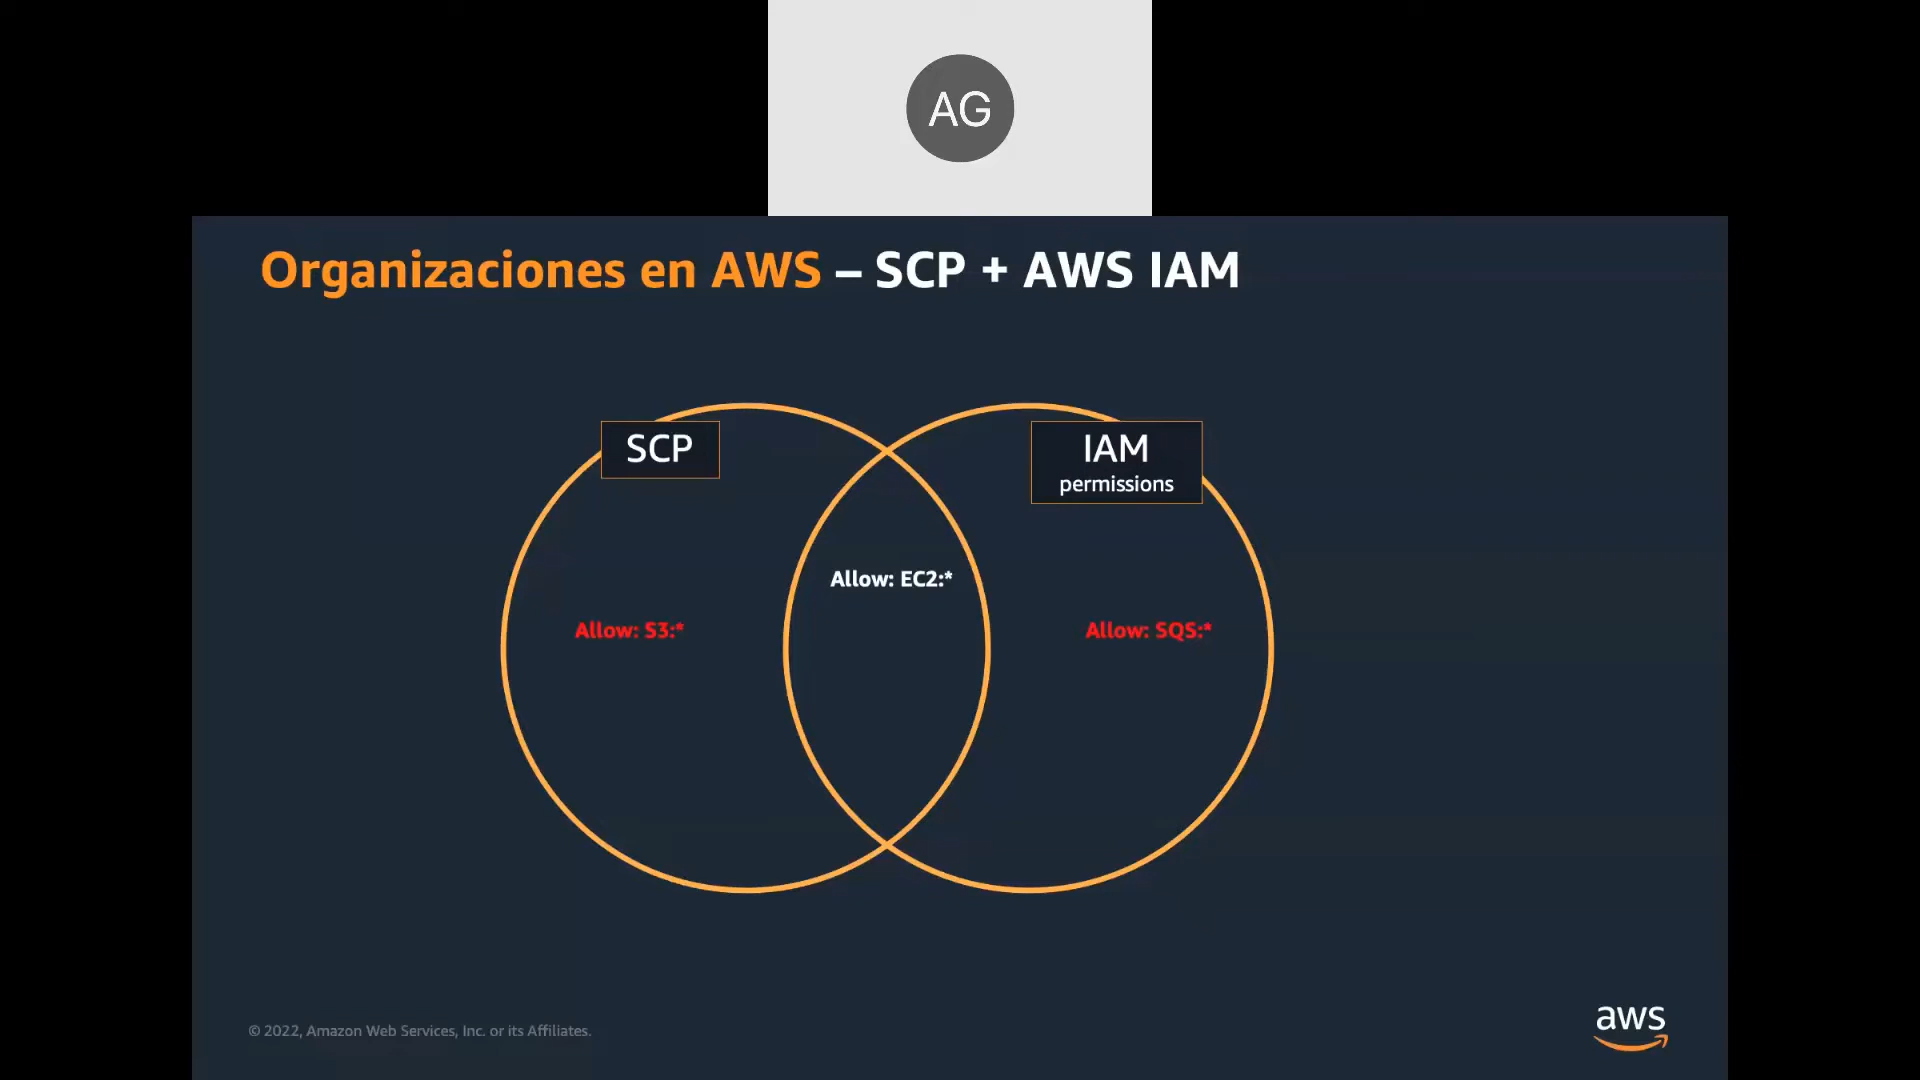 AG
Organizaciones en AWS – SCP + AWS IAM
SCP
IAM
permissions
Allow: EC2:*
Allow: S3:*
Allow: SQS:*
© 2022, Amazon Web Services, Inc. or its Affiliates.
aws